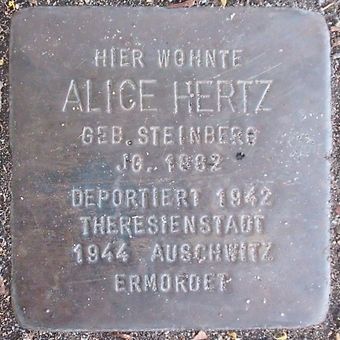 HIER WOHNTE
ALICE HERTZ
GEB. STEINBERG
JG. 1882
DEPORTIERT 1942
THERESIENSTADT
1944 AUSCHWITZ
ERMORDET